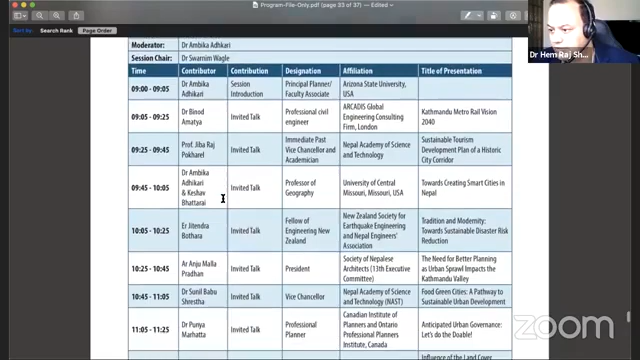 Program-File-Only.pdf (page 33 of 37) — Edited
Sort by: Search Rank Page Order
Moderator: Dr Ambika Adhkari
Session Chair: Dr Swarnim Wagle
Time Contributor Contribution Designation Affiliation Title of Presentation
09:00 - 09:05 Dr Ambika Adhikari Session Introduction Principal Planner/ Faculty Associate Arizona State University, USA
09:05 - 09:25 Dr Binod Amatya Invited Talk Professional civil engineer ARCADIS Global Engineering Consulting Firm, London Kathmandu Metro Rail Vision 2040
09:25 - 09:45 Prof. Jiba Raj Pokharel Invited Talk Immediate Past Vice Chancellor and Academician Nepal Academy of Science and Technology Sustainable Tourism Development Plan of a Historic City Corridor
09:45 - 10:05 Dr Ambika Adhikari & Keshav Bhattarai Invited Talk Professor of Geography University of Central Missouri, Missouri, USA Towards Creating Smart Cities in Nepal
10:05 - 10:25 Er Jitendra Bothara Invited Talk Fellow of Engineering New Zealand New Zealand Society for Earthquake Engineering and Nepal Engineers' Association Tradition and Modernity: Towards Sustainable Disaster Risk Reduction
10:25 - 10:45 Ar Anju Malla Pradhan Invited Talk President Society of Nepalese Architects (13th Executive Committee) The Need for Better Planning as Urban Sprawl Impacts the Kathmandu Valley
10:45 - 11:05 Dr Sunil Babu Shrestha Invited Talk Vice Chancellor Nepal Academy of Science and Technology (NAST) Food Green Cities: A Pathway to Sustainable Urban Development
11:05 - 11:25 Dr Punya Marhatta Invited Talk Professional Planner Canadian Institute of Planners and Ontario Professional Planners Institute, Canada Anticipated Urban Governance: Let's do the Doable!
Influence of the Land Cover
Dr Hem Raj Sh...
zoom